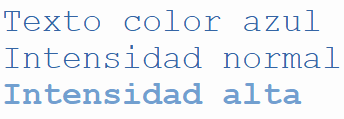 Texto color azul
Intensidad normal
Intensidad alta